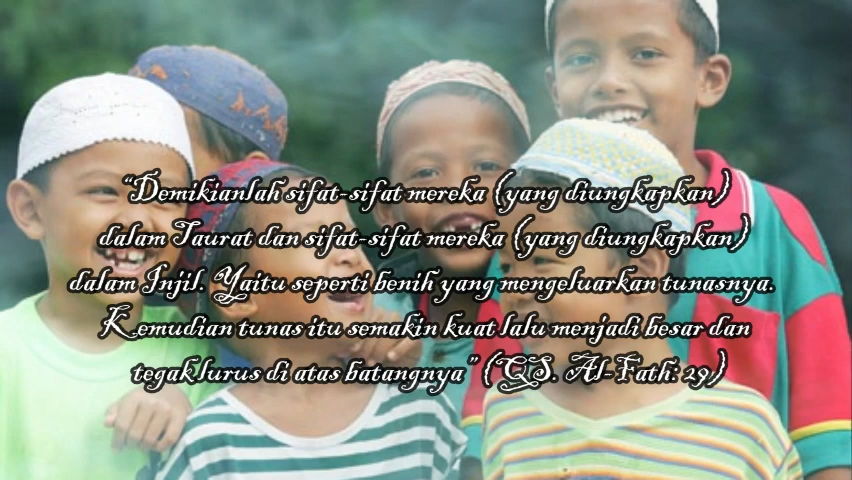 “Demikianlah sifat-sifat mereka (yang diungkapkan)
dalam Taurat dan sifat-sifat mereka (yang diungkapkan)
dalam Injil. Yaitu seperti benih yang mengeluarkan tunasnya.
Kemudian tunas itu semakin kuat lalu menjadi besar dan
tegak lurus di atas batangnya” (QS. Al-Fath: 29)